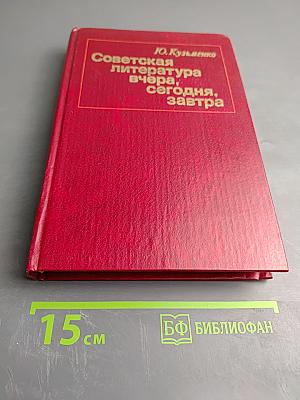 Ю. Кузьменко
Советская
литература
вчера,
сегодня,
завтра
15 см
БФ БИБЛИОФАН